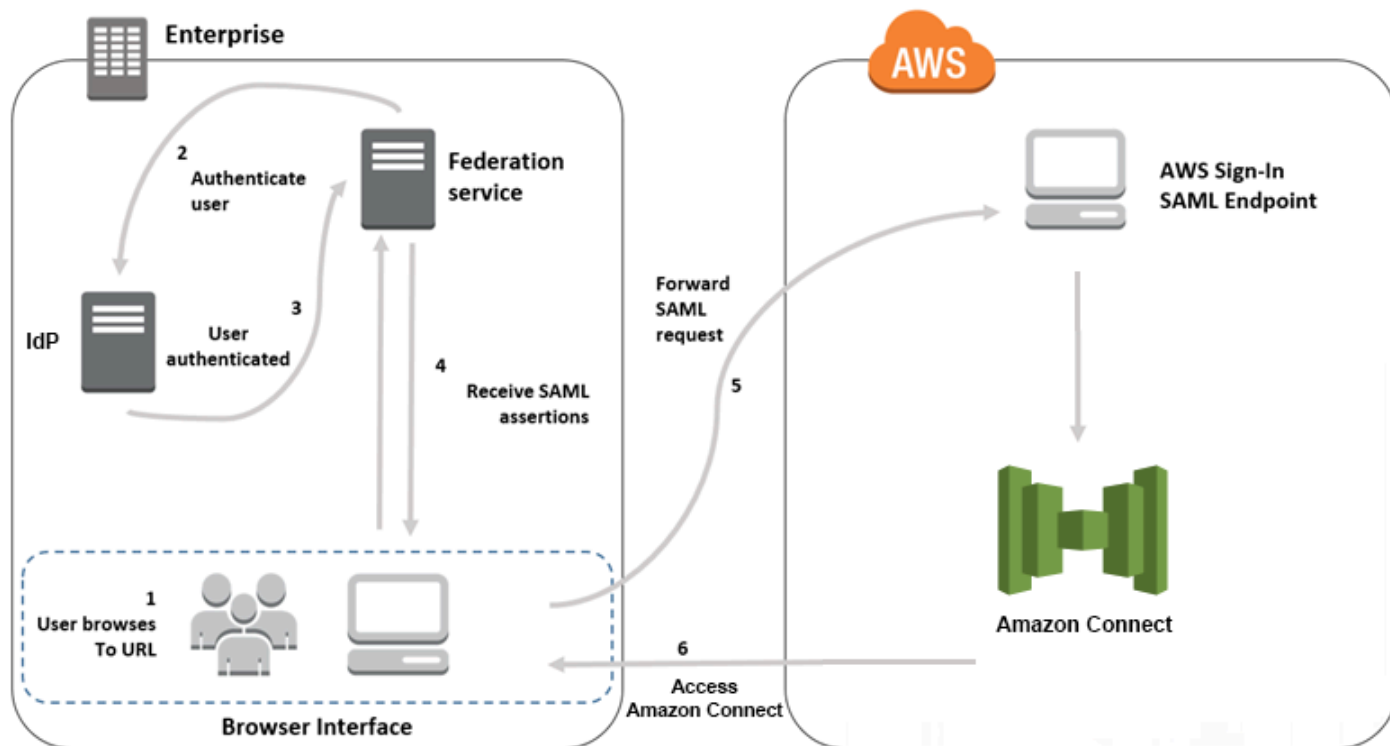 Enterprise
AWS
2
Authenticate
user
Federation
service
AWS Sign-In
SAML Endpoint
IdP
3
User
authenticated
4
Receive SAML
assertions
Forward
SAML
request
5
1
User browses
To URL
Amazon Connect
6
Access
Amazon Connect
Browser Interface